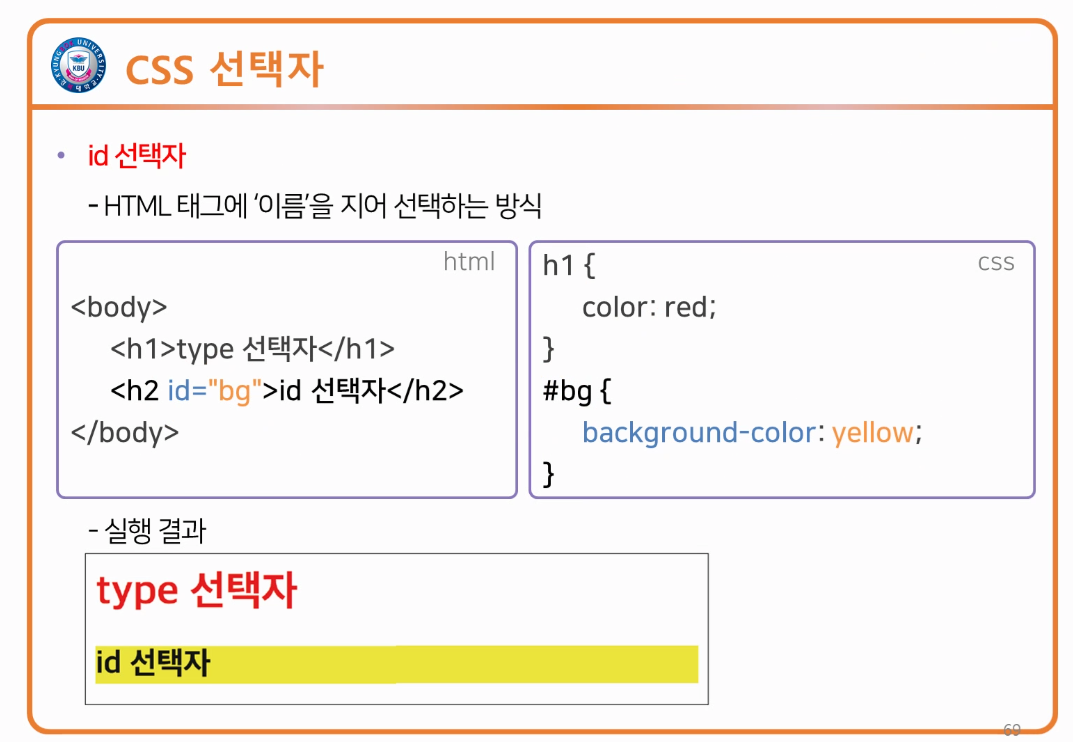 CSS 선택자
• id 선택자
- HTML 태그에 ‘이름’을 지어 선택하는 방식
html
<body>
<h1>type 선택자</h1>
<h2 id="bg">id 선택자</h2>
</body>
css
h1 {
color: red;
}
#bg {
background-color: yellow;
}
- 실행 결과
type 선택자
id 선택자
69